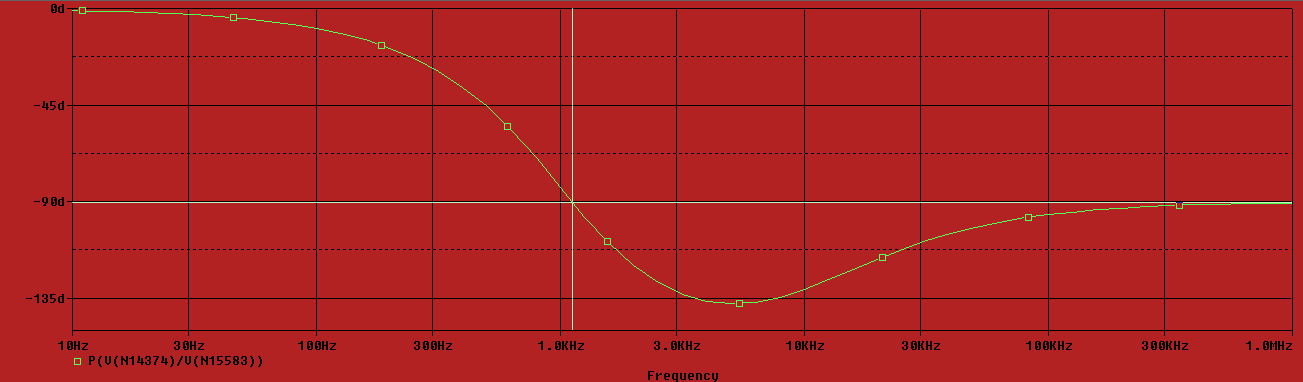 0d
-45d
-90d
-135d
10Hz 30Hz 100Hz 300Hz 1.0KHz 3.0KHz 10KHz 30KHz 100KHz 300KHz 1.0MHz
P(V(N14374)/V(N15583))
Frequency